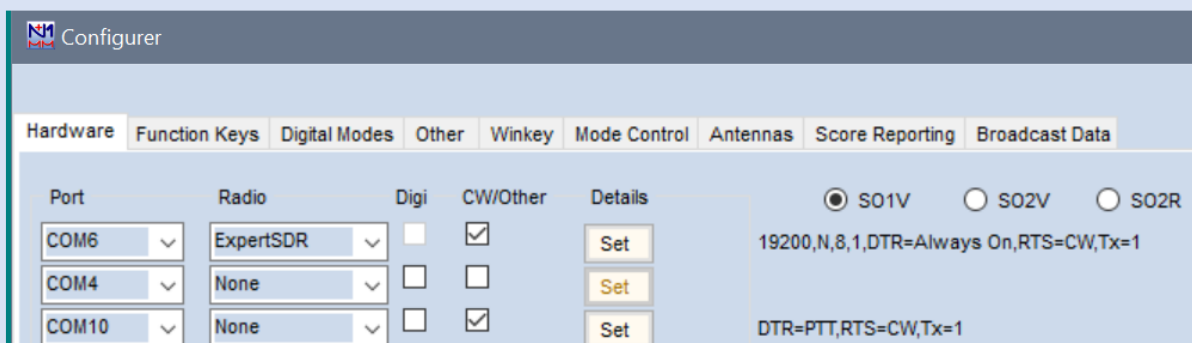 N1 MM Configurer
Hardware Function Keys Digital Modes Other Winkey Mode Control Antennas Score Reporting Broadcast Data
Port Radio Digi CW/Other Details SO1V SO2V SO2R
COM6 ExpertSDR Set 19200,N,8,1,DTR=Always On,RTS=CW,Tx=1
COM4 None Set
COM10 None Set DTR=PTT,RTS=CW,Tx=1